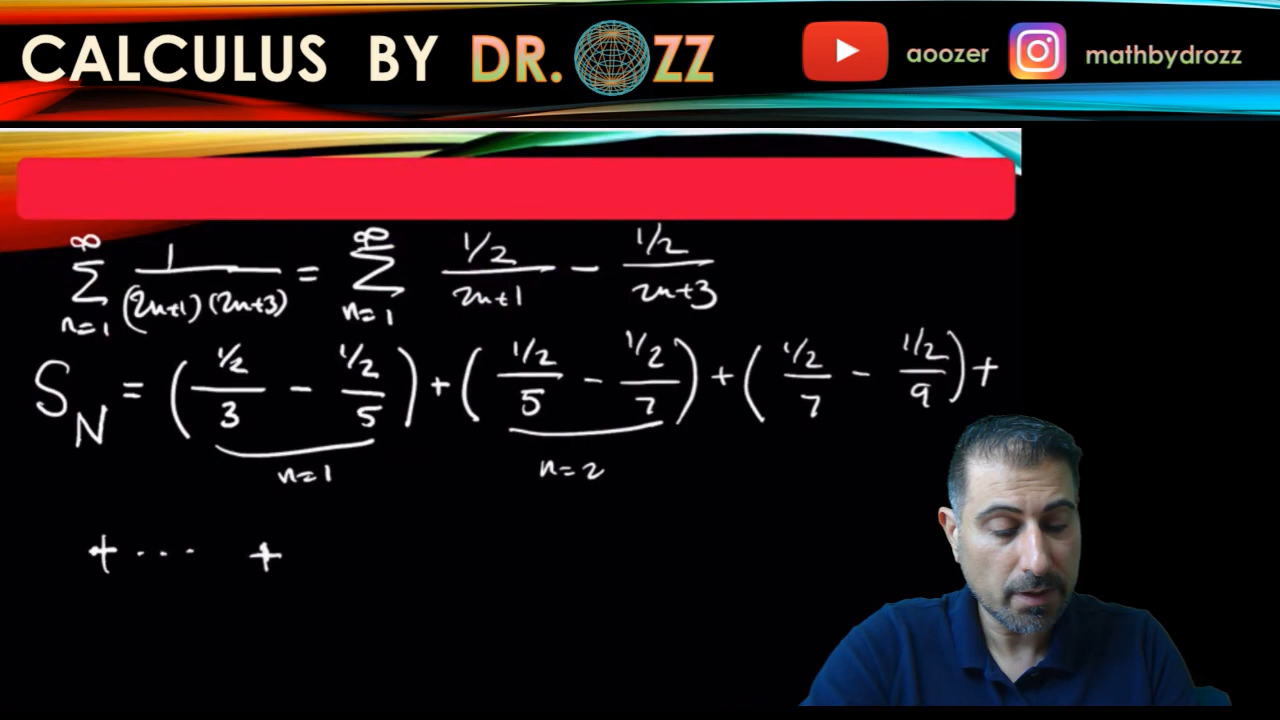 CALCULUS BY DR. OZZ aoozer mathbydrozz
∞ ∑ n=1 1/((2n+1)(2n+3)) = ∞ ∑ n=1 (1/2)/(2n+1) - (1/2)/(2n+3)
S_N = ((1/2)/3 - (1/2)/5) + ((1/2)/5 - (1/2)/7) + ((1/2)/7 - (1/2)/9) +
n=1 n=2
+ ... +